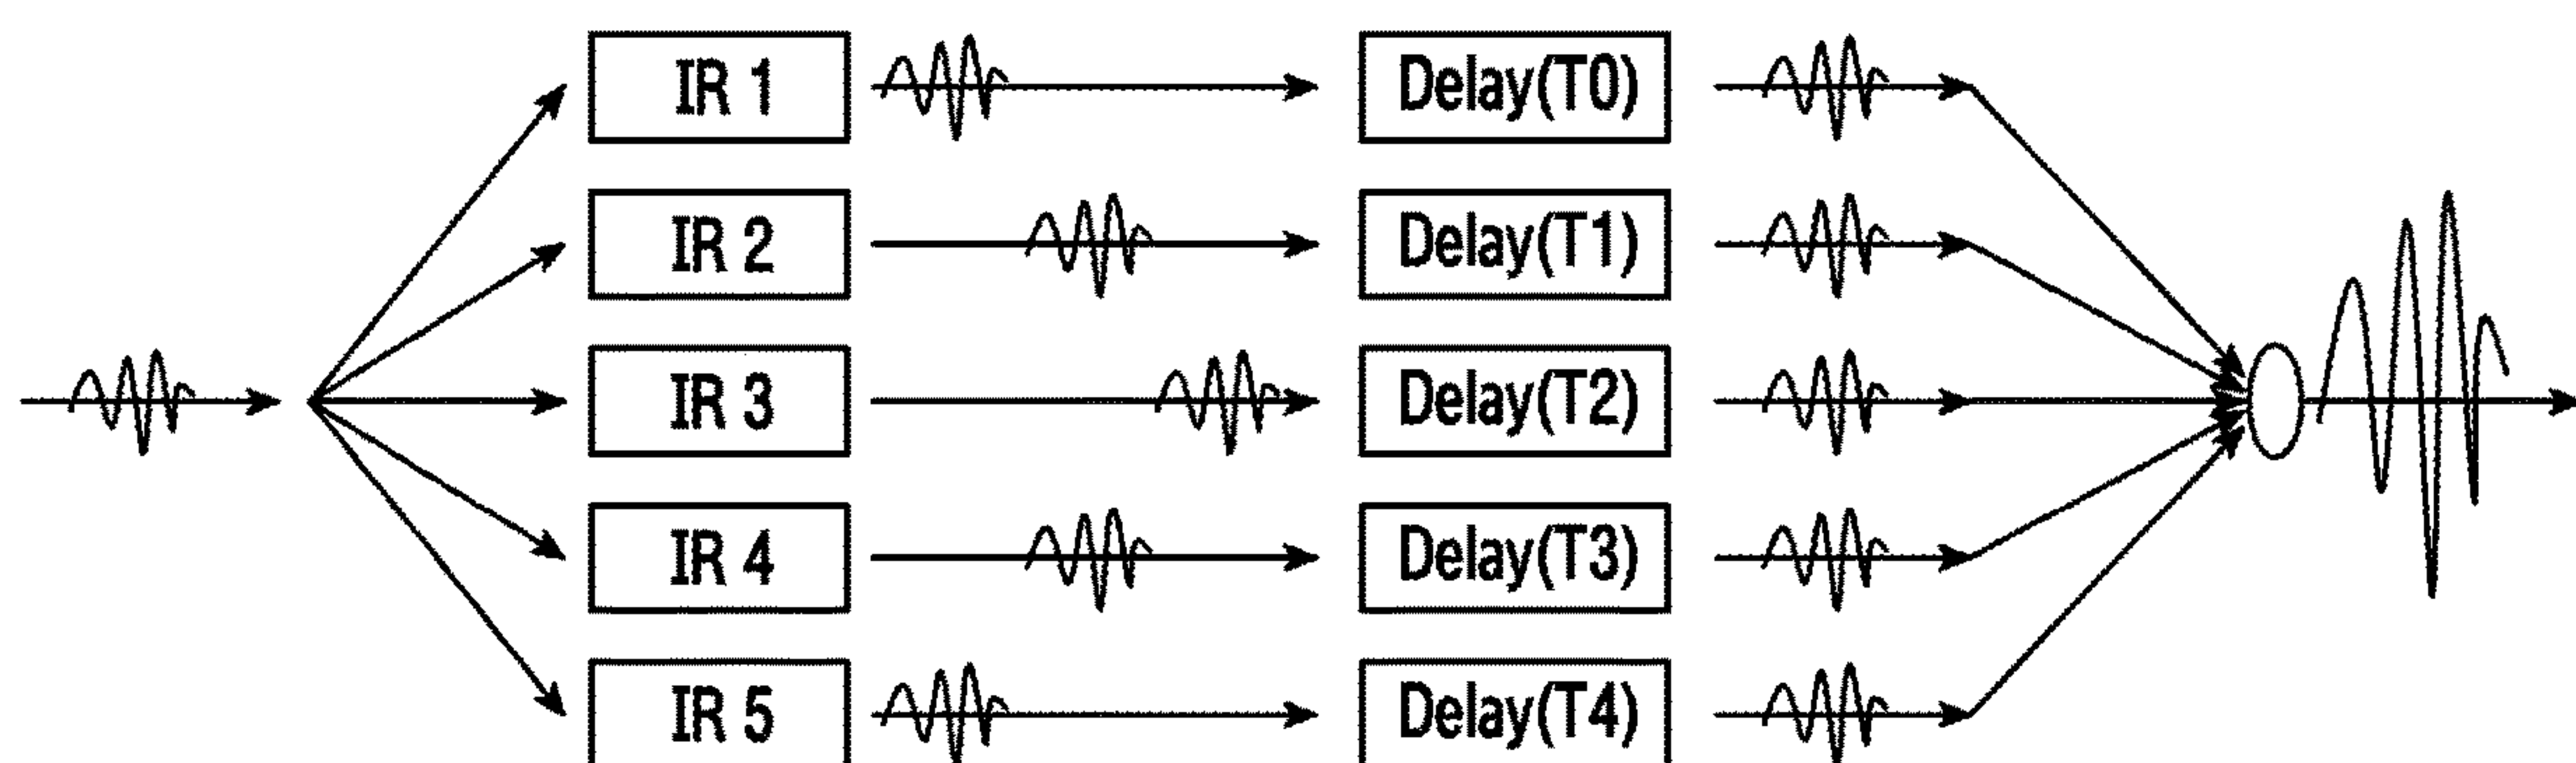 IR 1 Delay(T0)
IR 2 Delay(T1)
IR 3 Delay(T2)
IR 4 Delay(T3)
IR 5 Delay(T4)